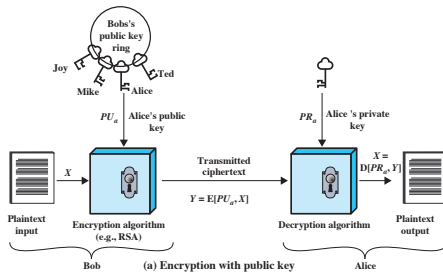 Bobs's
public key
ring
Joy
Ted
Mike
Alice
PUa
Alice's public
key
PRa
Alice 's private
key
X
Transmitted
ciphertext
X =
D[PRa, Y]
Y = E[PUa, X]
Plaintext
input
Encryption algorithm
(e.g., RSA)
Decryption algorithm
Plaintext
output
Bob
(a) Encryption with public key
Alice